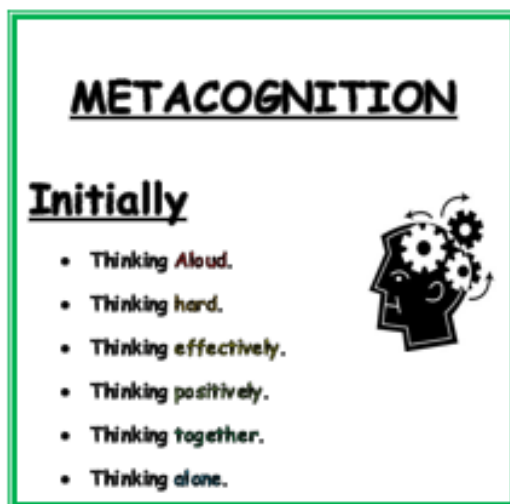 METACOGNITION
Initially
• Thinking Aloud.
• Thinking hard.
• Thinking effectively.
• Thinking positively.
• Thinking together.
• Thinking alone.